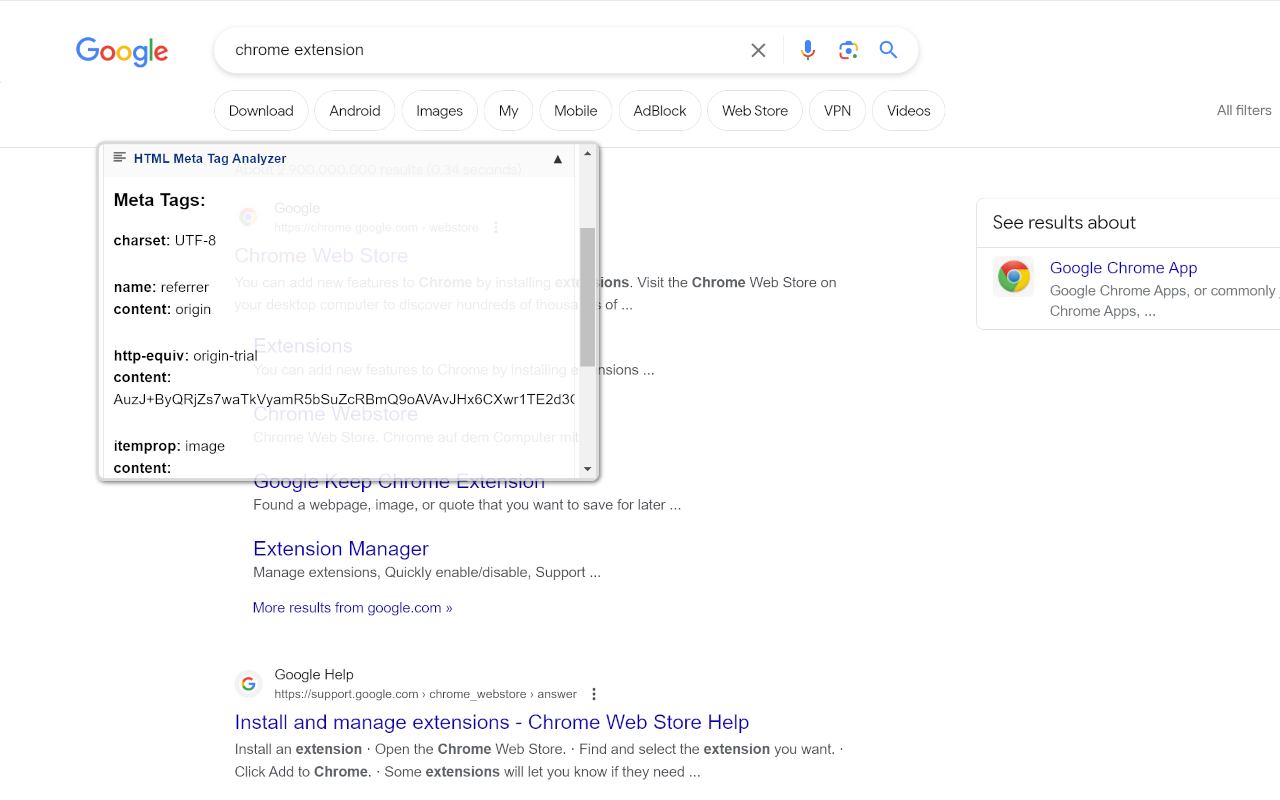 Google
chrome extension
Download
Android
Images
My
Mobile
AdBlock
Web Store
VPN
Videos
All filters
HTML Meta Tag Analyzer ▲
About 2.900.000.000 results (0,34 seconds)
Meta Tags:
charset: UTF-8
name: referrer
content: origin
http-equiv: origin-trial
content:
AuzJ+ByQRjZs7waTkVyamR5bSuZcRBmQ9oAVAvJHx6CXwr1TE2d3
itemprop: image
content:
Google
https://chrome.google.com › webstore
Chrome Web Store
You can add new features to Chrome by installing extensions. Visit the Chrome Web Store on
your desktop computer to discover hundreds of thousands of ...
Extensions
You can add new features to Chrome by installing extensions ...
Chrome Webstore
Chrome Web Store. Chrome auf dem Computer mit
Google Keep Chrome Extension
Found a webpage, image, or quote that you want to save for later ...
Extension Manager
Manage extensions, Quickly enable/disable, Support ...
More results from google.com »
Google Help
https://support.google.com › chrome_webstore › answer
Install and manage extensions - Chrome Web Store Help
Install an extension · Open the Chrome Web Store. · Find and select the extension you want. ·
Click Add to Chrome. · Some extensions will let you know if they need ...
See results about
Google Chrome App
Google Chrome Apps, or commonly
Chrome Apps, ...